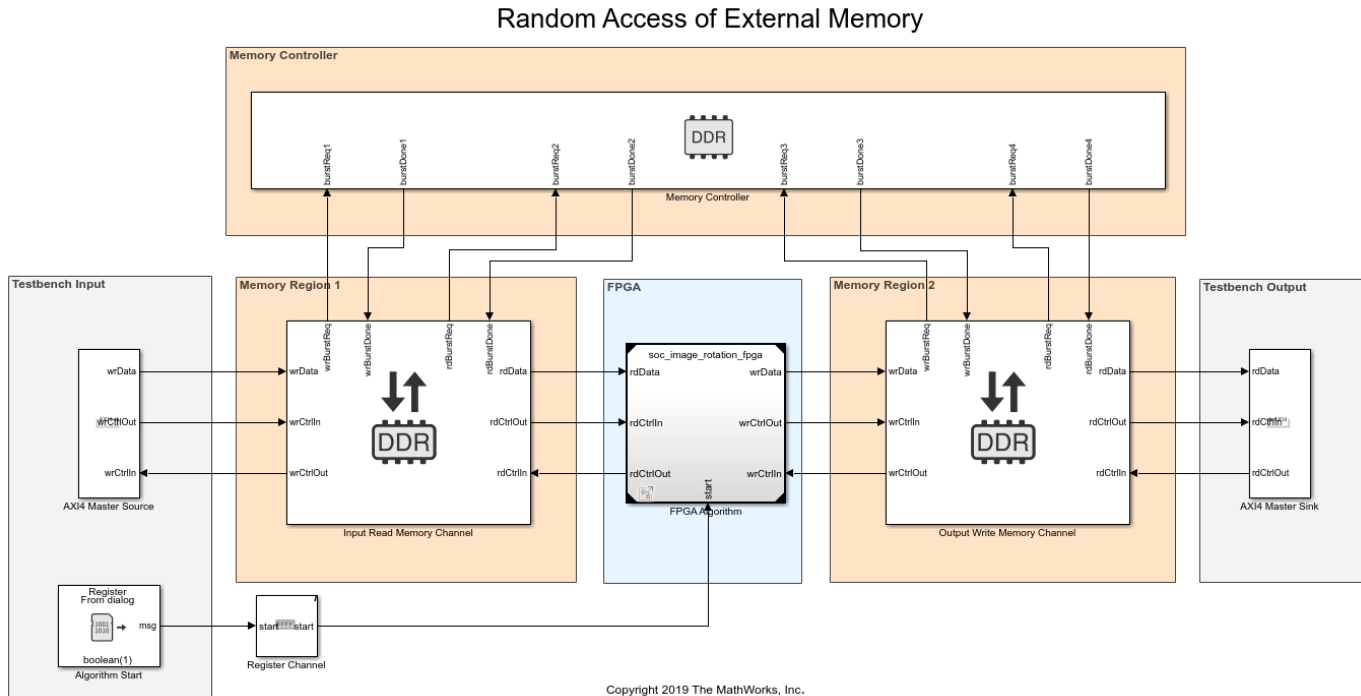 Random Access of External Memory
Memory Controller
DDR
burstReq1
burstDone1
burstReq2
burstDone2
burstReq3
burstDone3
burstReq4
burstDone4
Memory Controller
Testbench Input
wrData
wrCtrlOut
wrCtrlIn
AXI4 Master Source
Memory Region 1
wrBurstReq
wrBurstDone
rdBurstReq
rdBurstDone
wrData
wrCtrlIn
wrCtrlOut
DDR
rdData
rdCtrlOut
rdCtrlIn
Input Read Memory Channel
FPGA
soc_image_rotation_fpga
rdData
rdCtrlIn
rdCtrlOut
wrData
wrCtrlOut
wrCtrlIn
start
FPGA Algorithm
Memory Region 2
wrBurstReq
wrBurstDone
rdBurstReq
rdBurstDone
wrData
wrCtrlIn
wrCtrlOut
DDR
rdData
rdCtrlOut
rdCtrlIn
Output Write Memory Channel
Testbench Output
rdData
rdCtrlIn
rdCtrlOut
AXI4 Master Sink
Register
From dialog
1001
1010
msg
boolean(1)
Algorithm Start
start
start
Register Channel
Copyright 2019 The MathWorks, Inc.